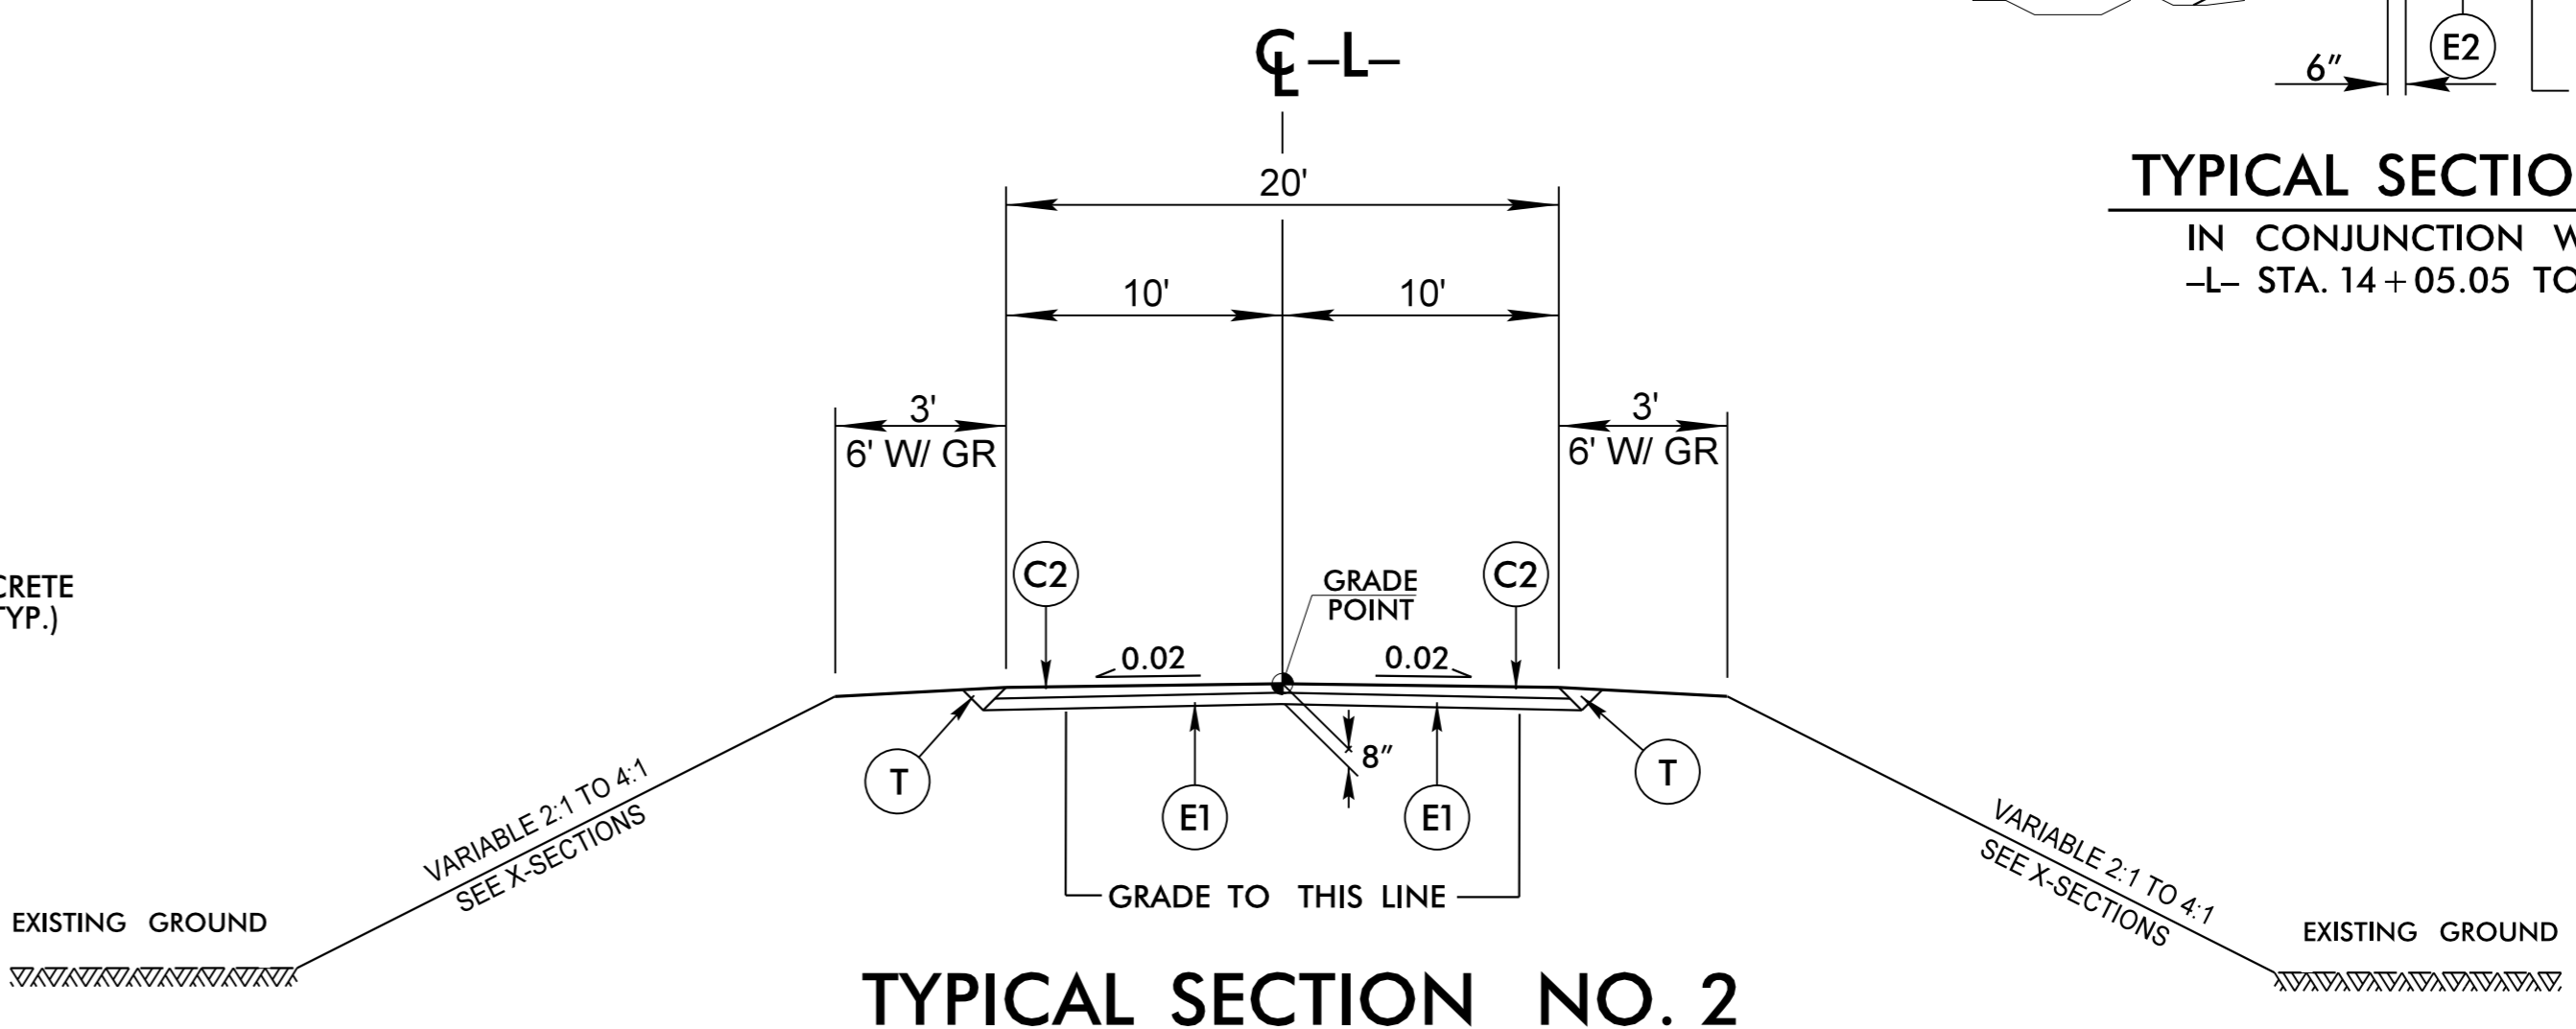 ℄ –L–
E2
6″
TYPICAL SECTIO
IN CONJUNCTION W
–L– STA. 14+05.05 TO
20'
10'
10'
3'
6' W/ GR
3'
6' W/ GR
CRETE
TYP.)
C2
C2
GRADE
POINT
0.02
0.02
8″
T
T
E1
E1
GRADE TO THIS LINE
VARIABLE 2:1 TO 4:1
SEE X-SECTIONS
VARIABLE 2:1 TO 4:1
SEE X-SECTIONS
EXISTING GROUND
EXISTING GROUND
TYPICAL SECTION NO. 2